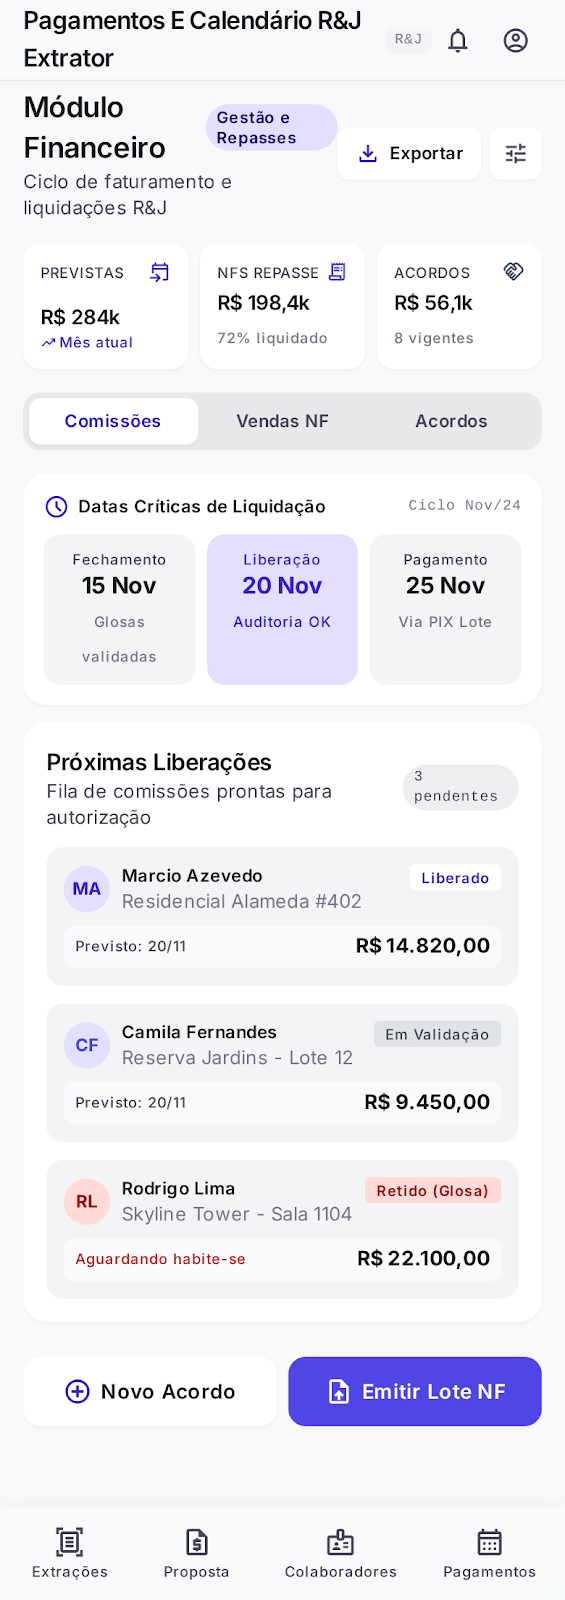 Pagamentos E Calendário R&J
Extrator
R&J
Módulo
Financeiro
Gestão e
Repasses
Ciclo de faturamento e
liquidações R&J
Exportar
PREVISTAS
R$ 284k
Mês atual
NFS REPASSE
R$ 198,4k
72% liquidado
ACORDOS
R$ 56,1k
8 vigentes
Comissões
Vendas NF
Acordos
Datas Críticas de Liquidação
Ciclo Nov/24
Fechamento
15 Nov
Glosas
validadas
Liberação
20 Nov
Auditoria OK
Pagamento
25 Nov
Via PIX Lote
Próximas Liberações
Fila de comissões prontas para
autorização
3
pendentes
MA
Marcio Azevedo
Residencial Alameda #402
Liberado
Previsto: 20/11
R$ 14.820,00
CF
Camila Fernandes
Reserva Jardins - Lote 12
Em Validação
Previsto: 20/11
R$ 9.450,00
RL
Rodrigo Lima
Skyline Tower - Sala 1104
Retido (Glosa)
Aguardando habite-se
R$ 22.100,00
Novo Acordo
Emitir Lote NF
Extrações
Proposta
Colaboradores
Pagamentos